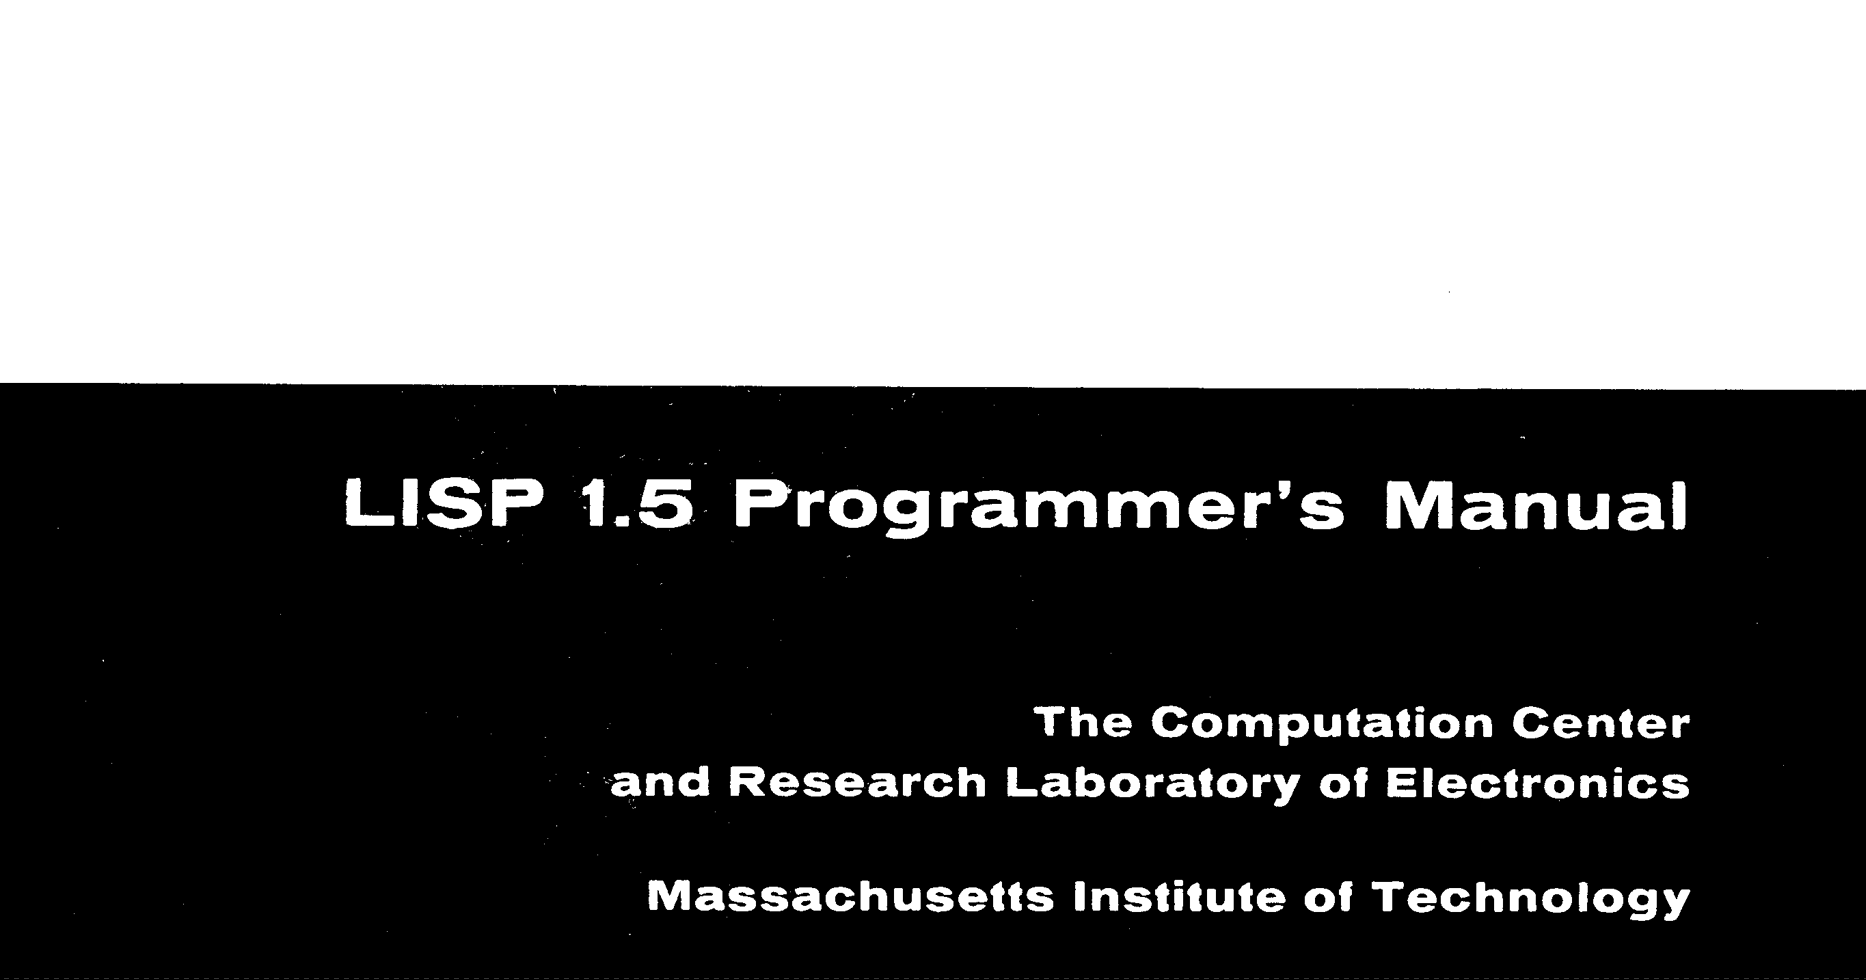 LISP 1.5 Programmer's Manual
The Computation Center
and Research Laboratory of Electronics
Massachusetts Institute of Technology